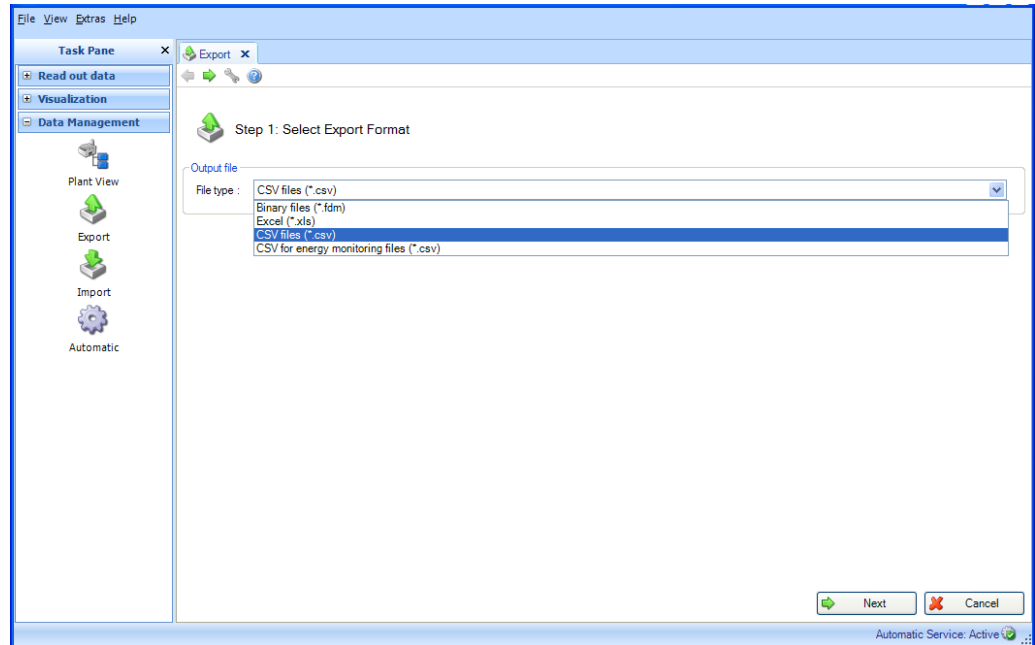 File View Extras Help
Task Pane
Export
Read out data
Visualization
Data Management
Plant View
Export
Import
Automatic
Step 1: Select Export Format
Output file
File type : CSV files (*.csv)
Binary files (*.fdm)
Excel (*.xls)
CSV files (*.csv)
CSV for energy monitoring files (*.csv)
Next Cancel
Automatic Service: Active